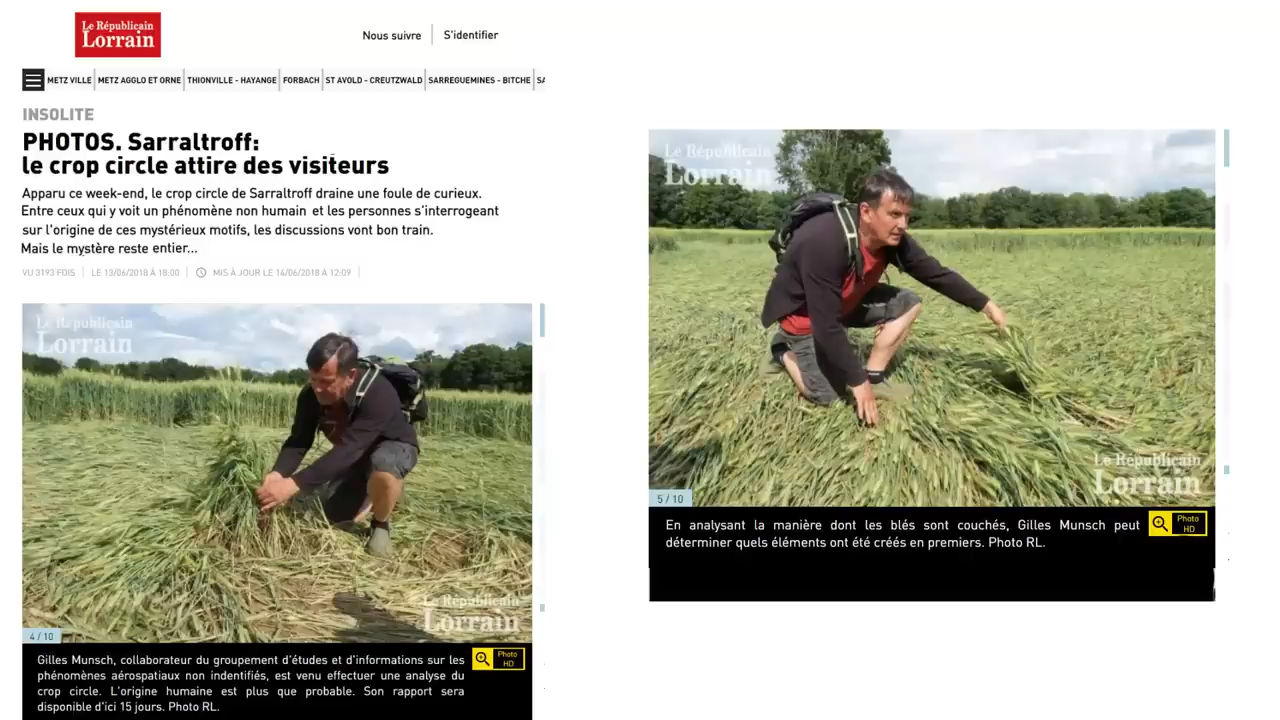 Le Républicain
Lorrain
Nous suivre
S'identifier
METZ VILLE
METZ AGGLO ET ORNE
THIONVILLE - HAYANGE
FORBACH
ST AVOLD - CREUTZWALD
SARREGUEMINES - BITCHE
SA
INSOLITE
PHOTOS. Sarraltroff:
le crop circle attire des visiteurs
Apparu ce week-end, le crop circle de Sarraltroff draine une foule de curieux.
Entre ceux qui y voit un phénomène non humain et les personnes s'interrogeant
sur l'origine de ces mystérieux motifs, les discussions vont bon train.
Mais le mystère reste entier...
VU 3193 FOIS
LE 13/06/2018 À 18:00
MIS À JOUR LE 14/06/2018 À 12:09
Le Républicain
Lorrain
Le Républicain
Lorrain
4 / 10
Gilles Munsch, collaborateur du groupement d'études et d'informations sur les
phénomènes aérospatiaux non indentifiés, est venu effectuer une analyse du
crop circle. L'origine humaine est plus que probable. Son rapport sera
disponible d'ici 15 jours. Photo RL.
Photo
HD
Le Républicain
Lorrain
Le Républicain
Lorrain
5 / 10
En analysant la manière dont les blés sont couchés, Gilles Munsch peut
déterminer quels éléments ont été créés en premiers. Photo RL.
Photo
HD